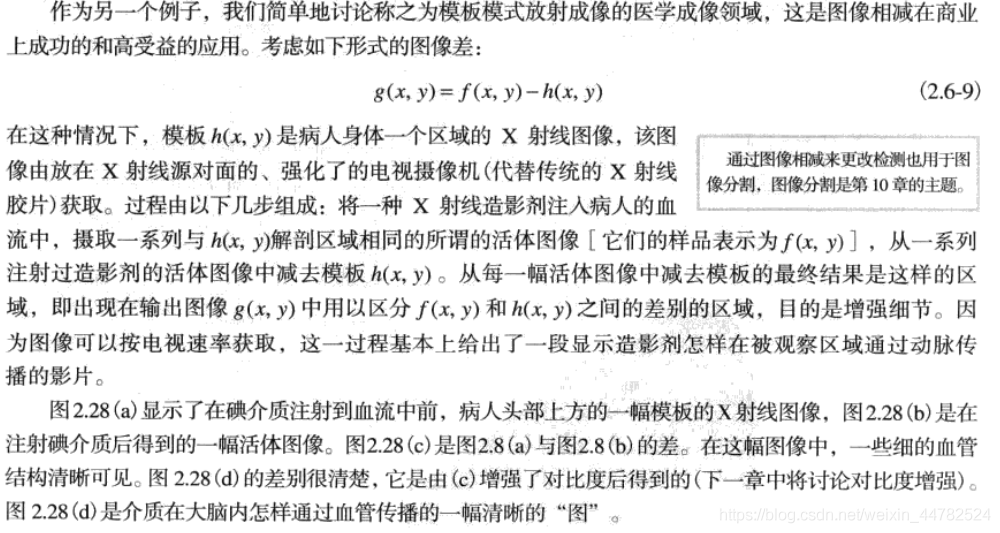 作为另一个例子，我们简单地讨论称之为模板模式放射成像的医学成像领域，这是图像相减在商业
上成功的和高受益的应用。考虑如下形式的图像差：
g(x, y) = f(x, y) − h(x, y) (2.6-9)
在这种情况下，模板 h(x, y) 是病人身体一个区域的 X 射线图像，该图
像由放在 X 射线源对面的、强化了的电视摄像机(代替传统的 X 射线
胶片)获取。过程由以下几步组成：将一种 X 射线造影剂注入病人的血
通过图像相减来更改检测也用于图
像分割，图像分割是第 10 章的主题。
流中，摄取一系列与 h(x, y)解剖区域相同的所谓的活体图像［它们的样品表示为 f(x, y)］，从一系列
注射过造影剂的活体图像中减去模板 h(x, y) 。从每一幅活体图像中减去模板的最终结果是这样的区
域，即出现在输出图像 g(x, y) 中用以区分 f(x, y) 和 h(x, y) 之间的差别的区域，目的是增强细节。因
为图像可以按电视速率获取，这一过程基本上给出了一段显示造影剂怎样在被观察区域通过动脉传
播的影片。
图2.28(a)显示了在碘介质注射到血流中前，病人头部上方的一幅模板的X射线图像，图2.28(b)是在
注射碘介质后得到的一幅活体图像。图2.28(c)是图2.8(a)与图2.8(b)的差。在这幅图像中，一些细的血管
结构清晰可见。图 2.28(d)的差别很清楚，它是由(c)增强了对比度后得到的(下一章中将讨论对比度增强)。
图 2.28(d)是介质在大脑内怎样通过血管传播的一幅清晰的“图”。
https://blog.csdn.net/weixin_44782524